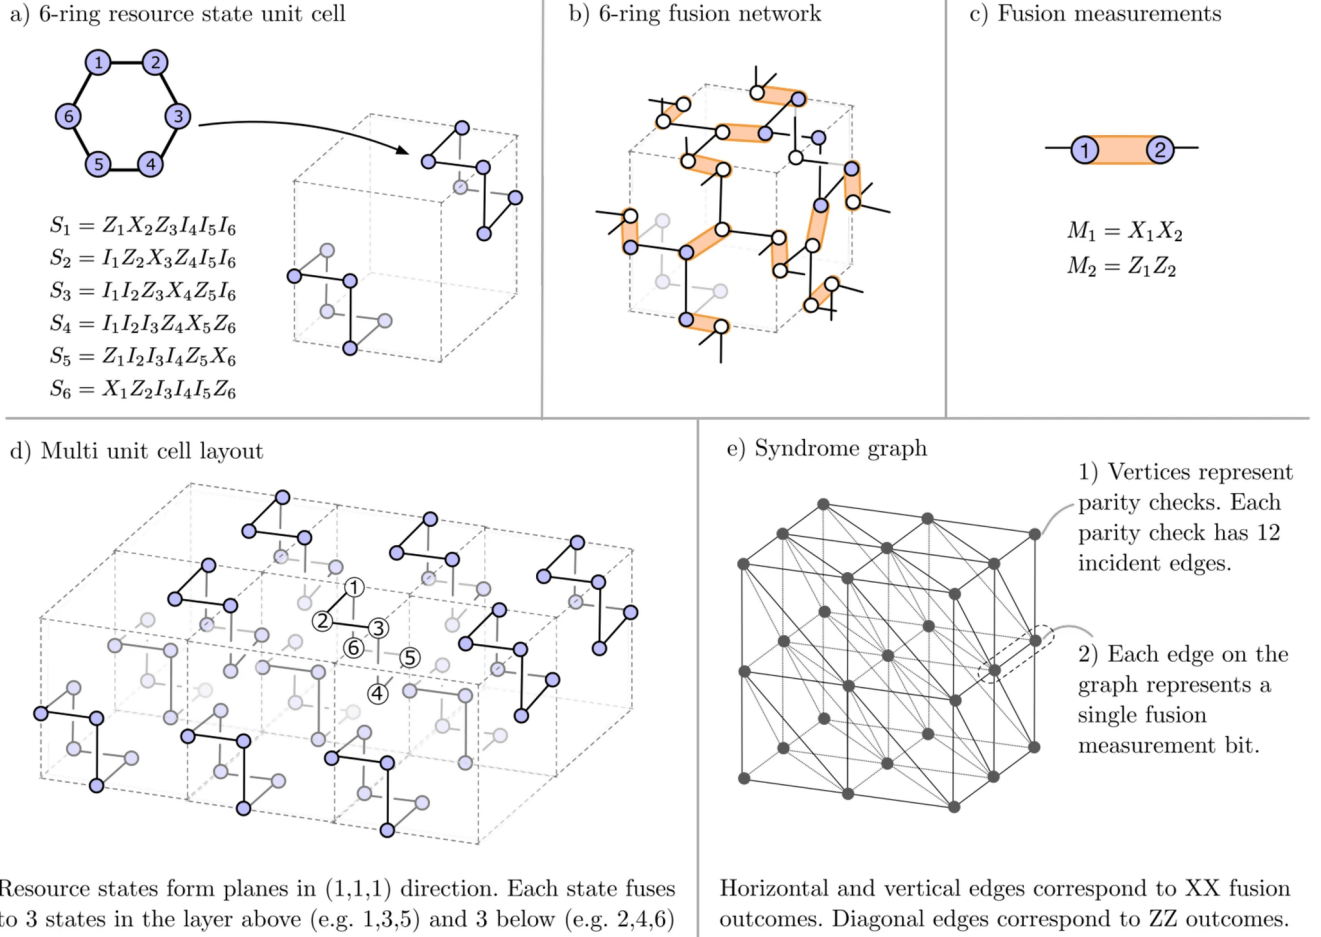 a) 6-ring resource state unit cell
1 2
6 3
5 4
S₁ = Z₁X₂Z₃I₄I₅I₆
S₂ = I₁Z₂X₃Z₄I₅I₆
S₃ = I₁I₂Z₃X₄Z₅I₆
S₄ = I₁I₂I₃Z₄X₅Z₆
S₅ = Z₁I₂I₃I₄Z₅X₆
S₆ = X₁Z₂I₃I₄I₅Z₆
b) 6-ring fusion network
c) Fusion measurements
1 2
M₁ = X₁X₂
M₂ = Z₁Z₂
d) Multi unit cell layout
1
2 3
6 5
4
Resource states form planes in (1,1,1) direction. Each state fuses
to 3 states in the layer above (e.g. 1,3,5) and 3 below (e.g. 2,4,6)
e) Syndrome graph
1) Vertices represent
parity checks. Each
parity check has 12
incident edges.
2) Each edge on the
graph represents a
single fusion
measurement bit.
Horizontal and vertical edges correspond to XX fusion
outcomes. Diagonal edges correspond to ZZ outcomes.